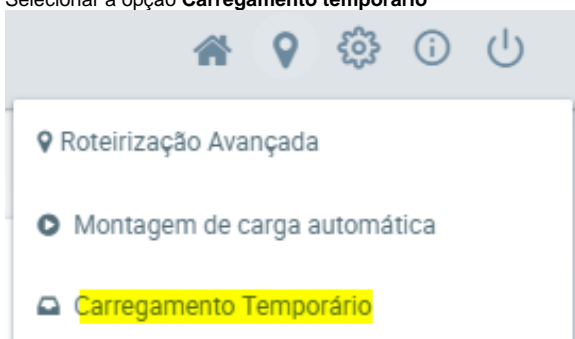 Selecionar a opção Carregamento temporário
Roteirização Avançada
Montagem de carga automática
Carregamento Temporário